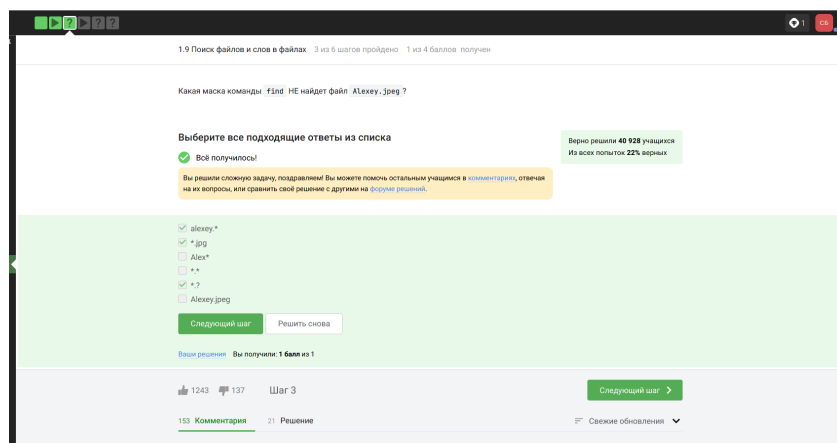 ? ? ?
1
СБ
1.9 Поиск файлов и слов в файлах 3 из 6 шагов пройдено 1 из 4 баллов получен
Какая маска команды find НЕ найдет файл Alexey.jpeg ?
Выберите все подходящие ответы из списка
Верно решили 40 928 учащихся
Из всех попыток 22% верных
Всё получилось!
Вы решили сложную задачу, поздравляем! Вы можете помочь остальным учащимся в комментариях, отвечая
на их вопросы, или сравнить своё решение с другими на форуме решений.
alexey.*
*.jpg
Alex*
*.*
*.?
Alexey.jpeg
Следующий шаг Решить снова
Ваши решения Вы получили: 1 балл из 1
1243 137 Шаг 3 Следующий шаг
153 Комментария 21 Решение Свежие обновления